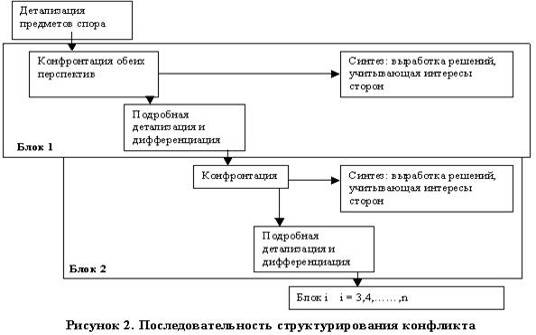 Детализация
предметов спора
Конфронтация обеих
перспектив
Синтез: выработка решений,
учитывающая интересы
сторон
Подробная
детализация и
дифференциация
Блок 1
Конфронтация
Синтез: выработка решений,
учитывающая интересы
сторон
Подробная
детализация и
дифференциация
Блок 2
Блок i i = 3,4,……,n
Рисунок 2. Последовательность структурирования конфликта